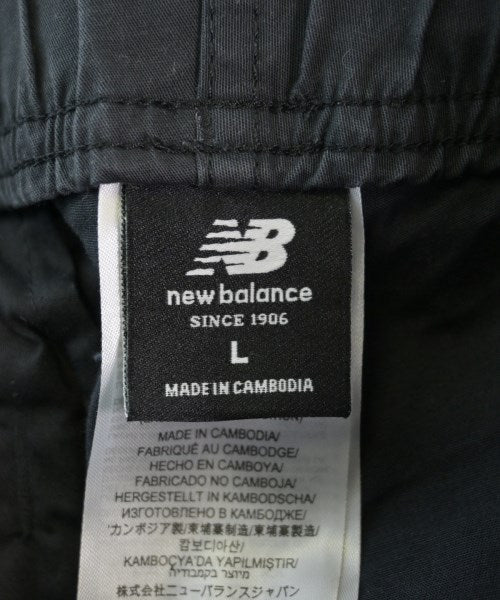 NB
new balance
SINCE 1906
L
MADE IN CAMBODIA
MADE IN CAMBODIA/
FABRIQUÉ AU CAMBODGE/
HECHO EN CAMBOYA/
FABRICADO NO CAMBOJA/
HERGESTELLT IN KAMBODSCHA/
ИЗГОТОВЛЕНО В КАМБОДЖЕ/
カンボジア製/柬埔寨制造/柬埔寨製造/
캄보디아산/
KAMBOÇYA'DA YAPILMIŞTIR/
מיוצר בקמבודיה
株式会社ニューバランスジャパン